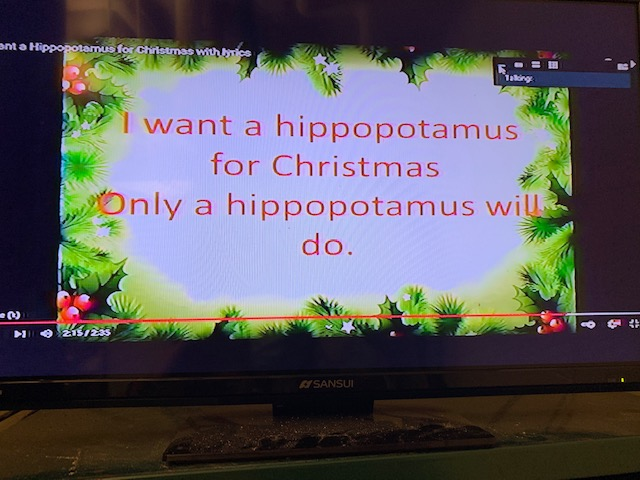 ant a Hippopotamus for Christmas with lyrics
Talking:
I want a hippopotamus
for Christmas
Only a hippopotamus will
do.
2:15 / 2:35
SANSUI